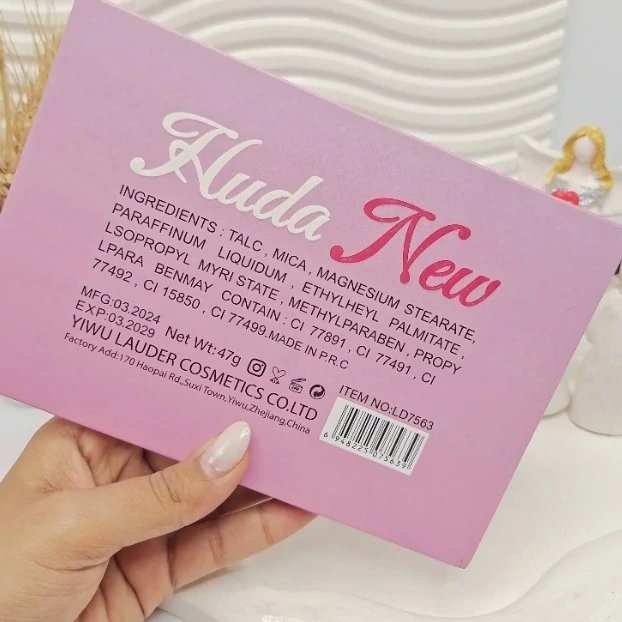 Huda New
INGREDIENTS : TALC , MICA , MAGNESIUM STEARATE,
PARAFFINUM LIQUIDUM , ETHYLHEYL PALMITATE ,
LSOPROPYL MYRI STATE , METHYLPARABEN, PROPY
LPARA BENMAY CONTAIN : CI 77891 , CI 77491 , CI
77492 , CI 15850 , CI 77499.MADE IN P.R.C
MFG:03.2024
EXP:03.2029 Net Wt:47g
YIWU LAUDER COSMETICS CO.LTD
Factory Add:170 Haopai Rd.,Suxi Town,Yiwu,Zhejiang,China
ITEM NO:LD7563
6 948225 075639